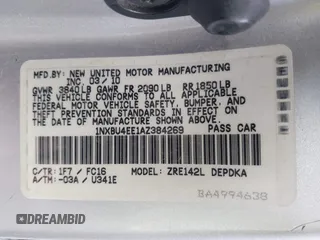 MFD.BY: NEW UNITED MOTOR MANUFACTURING
INC. 03/10
GVWR 3840LB GAWR FR 2090LB RR 1850LB
THIS VEHICLE CONFORMS TO ALL APPLICABLE
FEDERAL MOTOR VEHICLE SAFETY, BUMPER, AND
THEFT PREVENTION STANDARDS IN EFFECT ON
THE DATE OF MANUFACTURE SHOWN ABOVE.
1NXBU4EE1AZ384269
PASSENGER CAR
C/TR: 1F7 / FC16 MODEL: ZRE142L DEPDKA
A/TM: -03A / U341E
BA499463B
DREAMBID